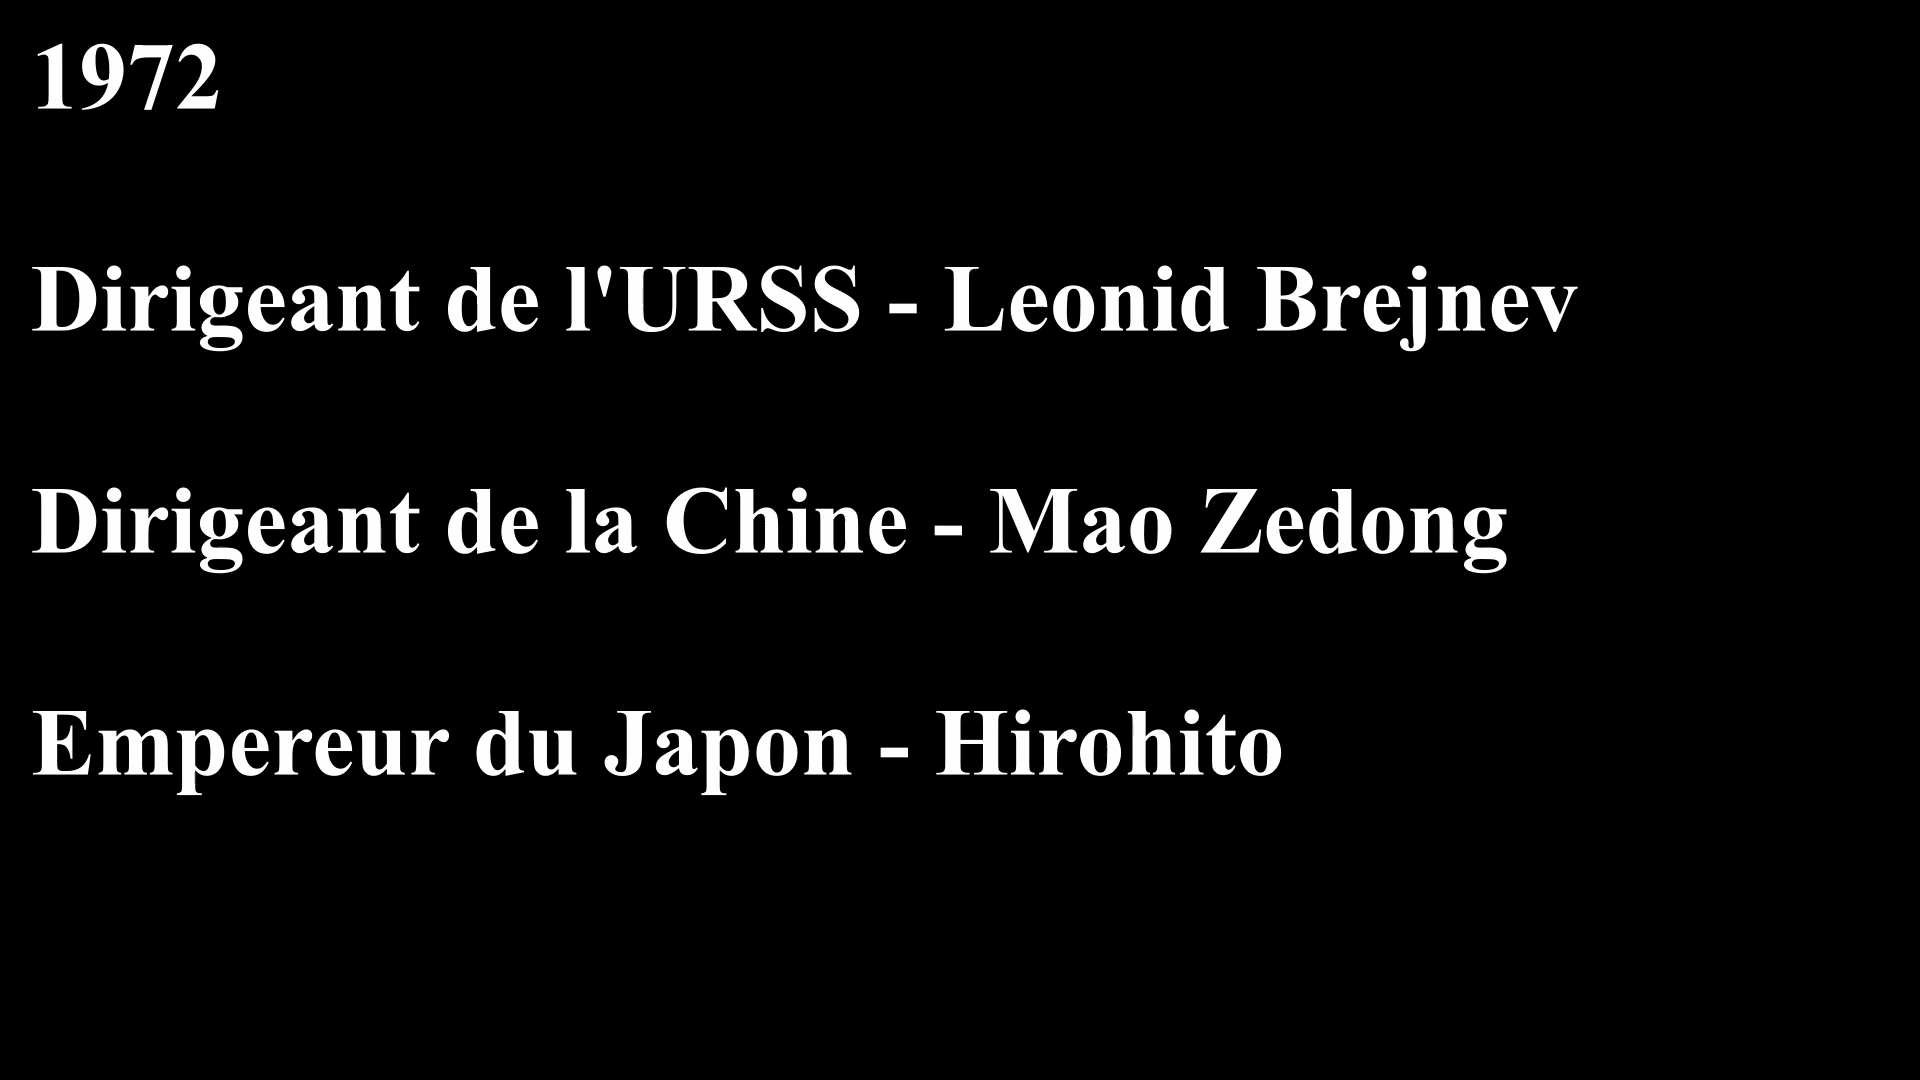 1972
Dirigeant de l'URSS - Leonid Brejnev
Dirigeant de la Chine - Mao Zedong
Empereur du Japon - Hirohito